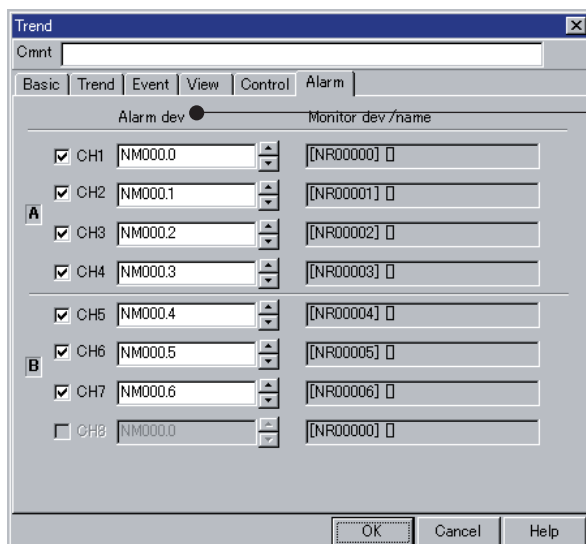 Trend
Cmnt
Basic Trend Event View Control Alarm
Alarm dev Monitor dev/name
A
CH1 NM000.0 [NR00000] []
CH2 NM000.1 [NR00001] []
CH3 NM000.2 [NR00002] []
CH4 NM000.3 [NR00003] []
B
CH5 NM000.4 [NR00004] []
CH6 NM000.5 [NR00005] []
CH7 NM000.6 [NR00006] []
CH8 NM000.0 [NR00000] []
OK Cancel Help